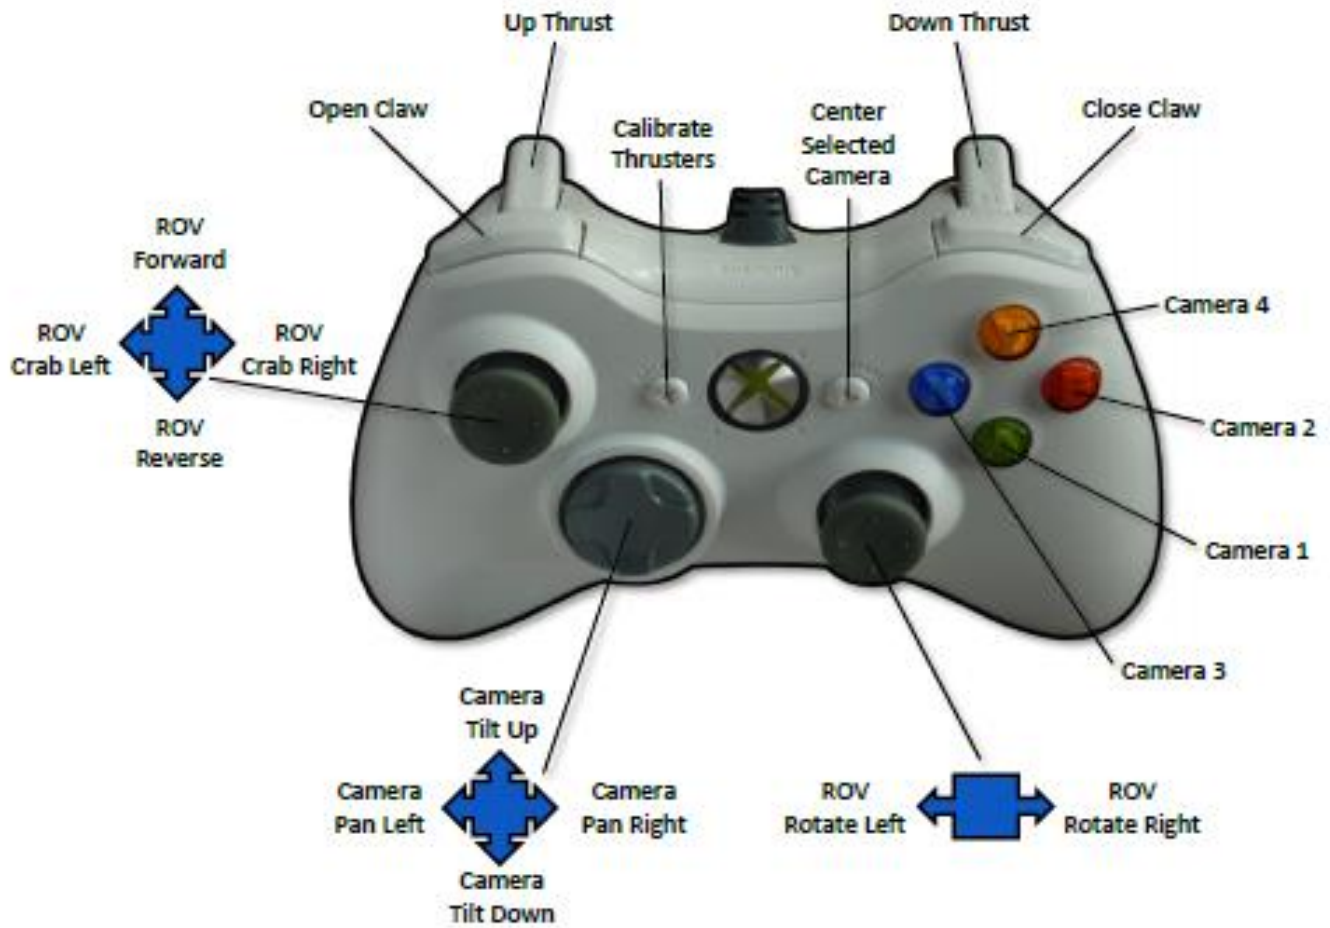 Up Thrust
Down Thrust
Open Claw
Calibrate
Thrusters
Center
Selected
Camera
Close Claw
ROV
Forward
ROV
Crab Left
ROV
Crab Right
ROV
Reverse
Camera 4
Camera 2
Camera 1
Camera 3
Camera
Tilt Up
Camera
Pan Left
Camera
Pan Right
Camera
Tilt Down
ROV
Rotate Left
ROV
Rotate Right